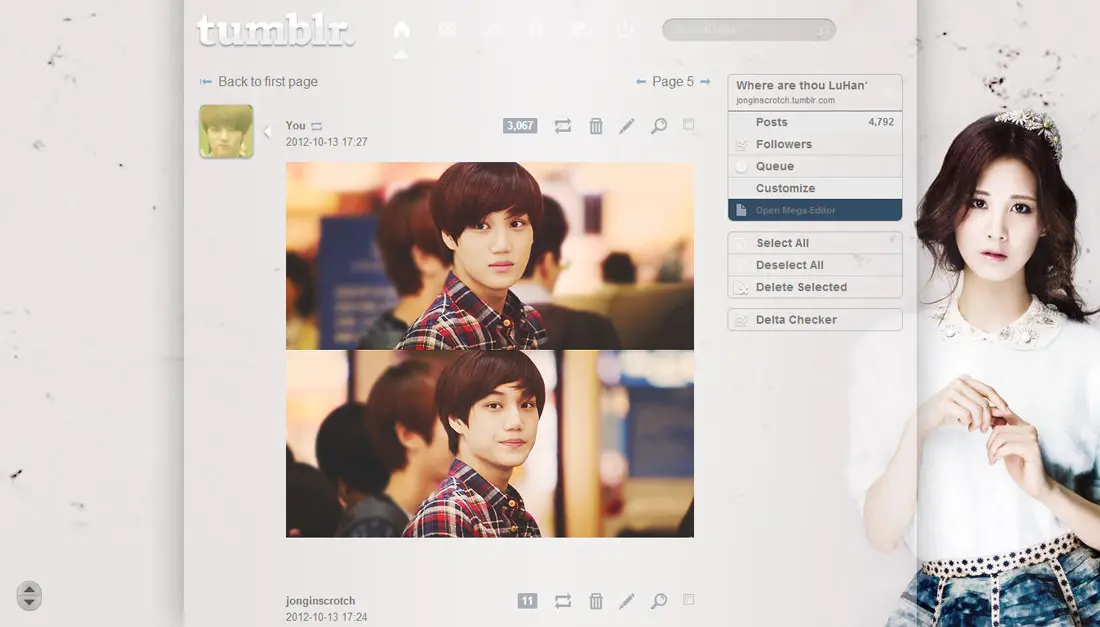 tumblr.
Search tags
Back to first page
Page 5
You
2012-10-13 17:27
3,067
jonginscrotch
2012-10-13 17:24
11
Where are thou LuHan'
jonginscrotch.tumblr.com
Posts 4,792
Followers
Queue
Customize
Open Mega-Editor
Select All
Deselect All
Delete Selected
Delta Checker